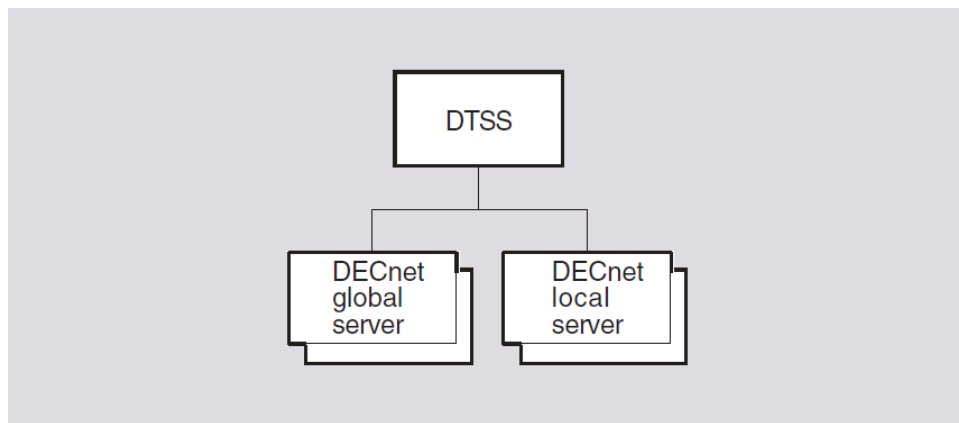 DTSS
DECnet
global
server
DECnet
local
server